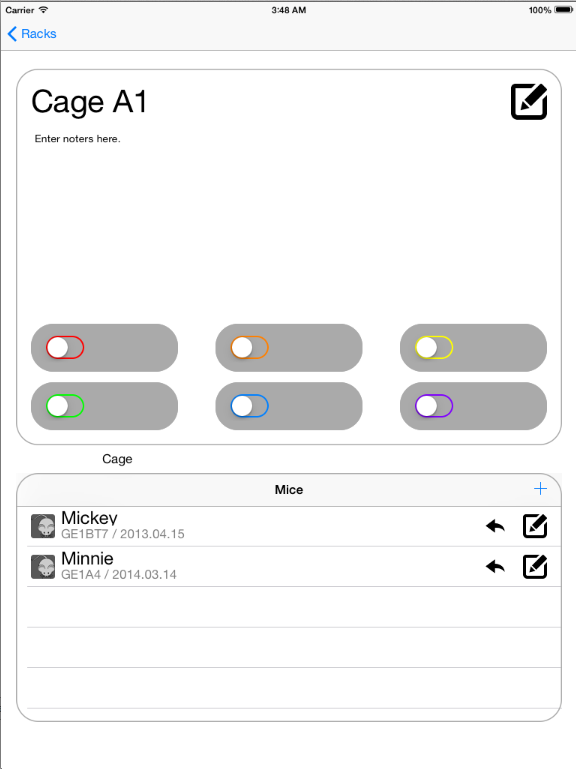 Carrier 3:48 AM 100%
Racks
Cage A1
Enter noters here.
Cage
Mice +
Mickey
GE1BT7 / 2013.04.15
Minnie
GE1A4 / 2014.03.14